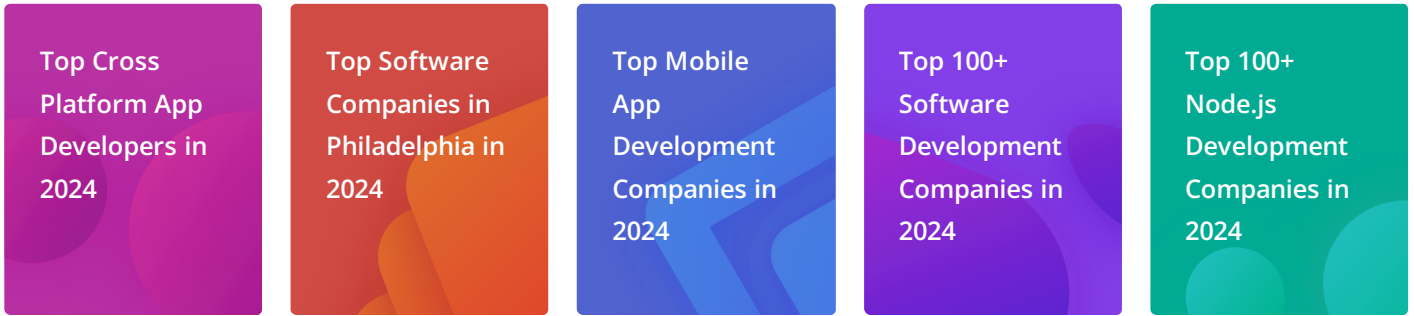 Top Cross
Platform App
Developers in
2024
Top Software
Companies in
Philadelphia in
2024
Top Mobile
App
Development
Companies in
2024
Top 100+
Software
Development
Companies in
2024
Top 100+
Node.js
Development
Companies in
2024